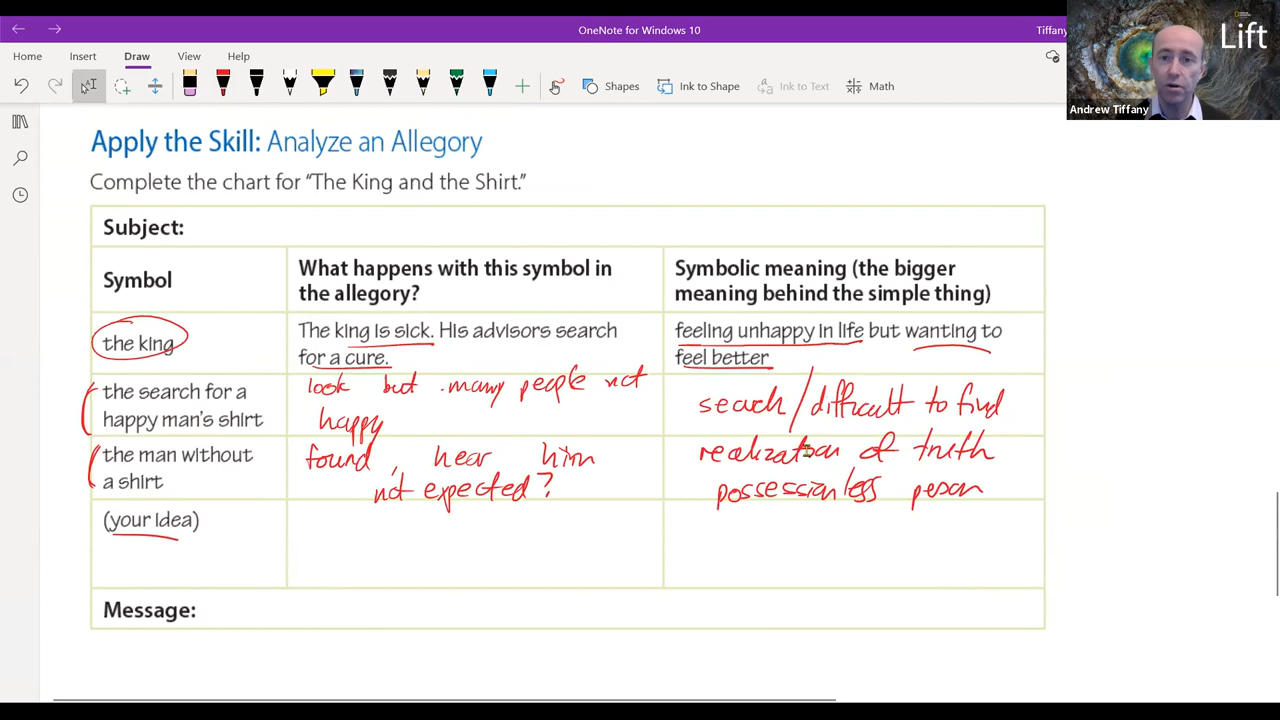 OneNote for Windows 10
Tiffany
Lift
Home Insert Draw View Help
Shapes Ink to Shape Ink to Text Math
Andrew Tiffany
Apply the Skill: Analyze an Allegory
Complete the chart for "The King and the Shirt."
Subject:
Symbol
What happens with this symbol in
the allegory?
Symbolic meaning (the bigger
meaning behind the simple thing)
the king
The king is sick. His advisors search
for a cure.
feeling unhappy in life but wanting to
feel better
the search for a
happy man's shirt
look but many people not
happy
search/difficult to find
the man without
a shirt
found, hear him
not expected?
realization of truth
possessionless person
(your idea)
Message: